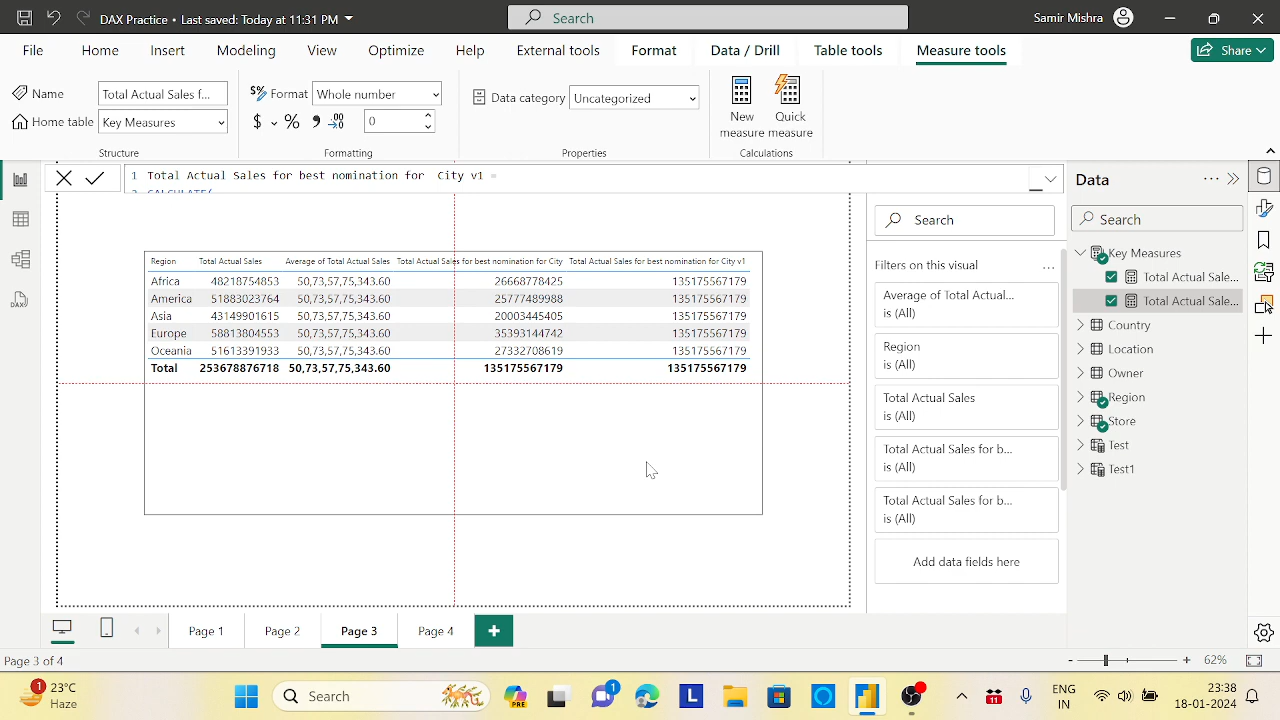 DAX Pratice • Last saved: Today at 11:31 PM
Search
Samir Mishra
File Home Insert Modeling View Optimize Help External tools Format Data / Drill Table tools Measure tools
Share
Name Total Actual Sales f...
Home table Key Measures
Structure
Format Whole number
$ % 0
Formatting
Data category Uncategorized
Properties
New measure
Quick measure
Calculations
1 Total Actual Sales for best nomination for City v1 =
2 CALCULATE(
Region Total Actual Sales Average of Total Actual Sales Total Actual Sales for best nomination for City Total Actual Sales for best nomination for City v1
Africa 48218754853 50,73,57,75,343.60 26668778425 135175567179
America 51883023764 50,73,57,75,343.60 25777489988 135175567179
Asia 43149901615 50,73,57,75,343.60 20003445405 135175567179
Europe 58813804553 50,73,57,75,343.60 35393144742 135175567179
Oceania 51613391933 50,73,57,75,343.60 27332708619 135175567179
Total 253678876718 50,73,57,75,343.60 135175567179 135175567179
Search
Filters on this visual
Average of Total Actual...
is (All)
Region
is (All)
Total Actual Sales
is (All)
Total Actual Sales for b...
is (All)
Total Actual Sales for b...
is (All)
Add data fields here
Data
Search
Key Measures
Total Actual Sale...
Total Actual Sale...
Country
Location
Owner
Region
Store
Test
Test1
Page 1 Page 2 Page 3 Page 4
Page 3 of 4
62%
1
23°C
Haze
Search
PRE
1
L
11
ENG
IN
23:38
18-01-2024